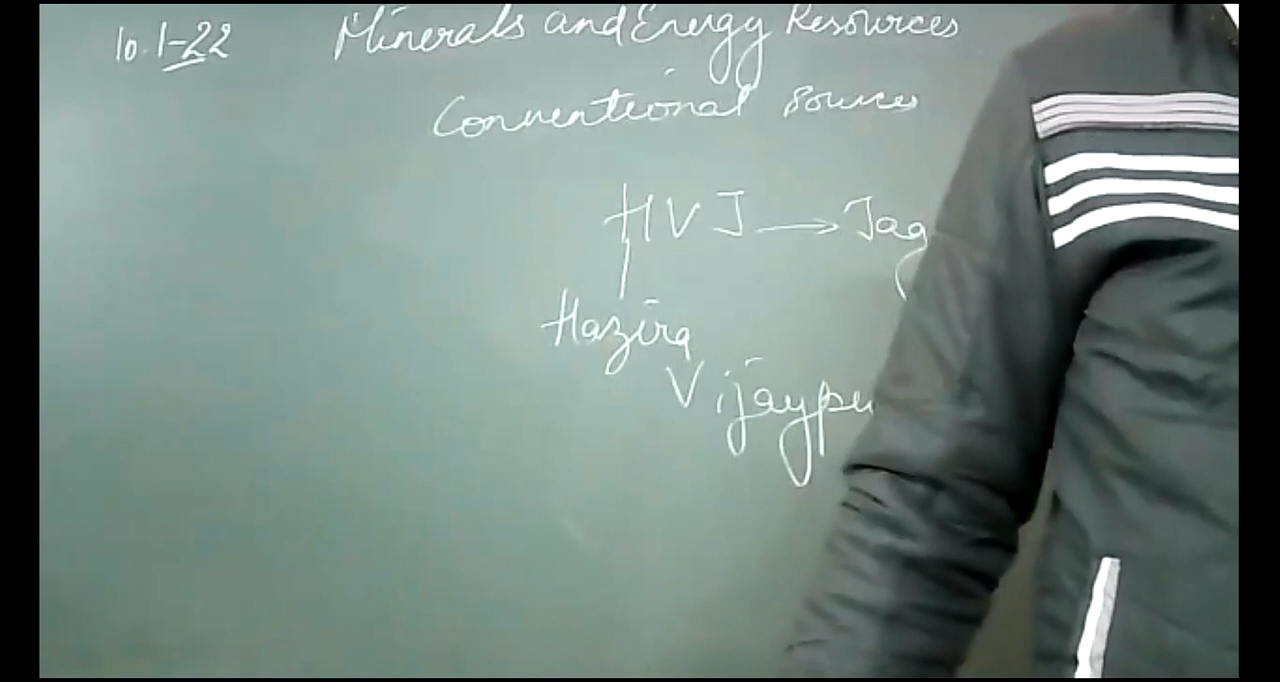 10.1-22 Minerals and Energy Resources
Conventional Sources
HVJ → Jag
Hazira
Vijaypu